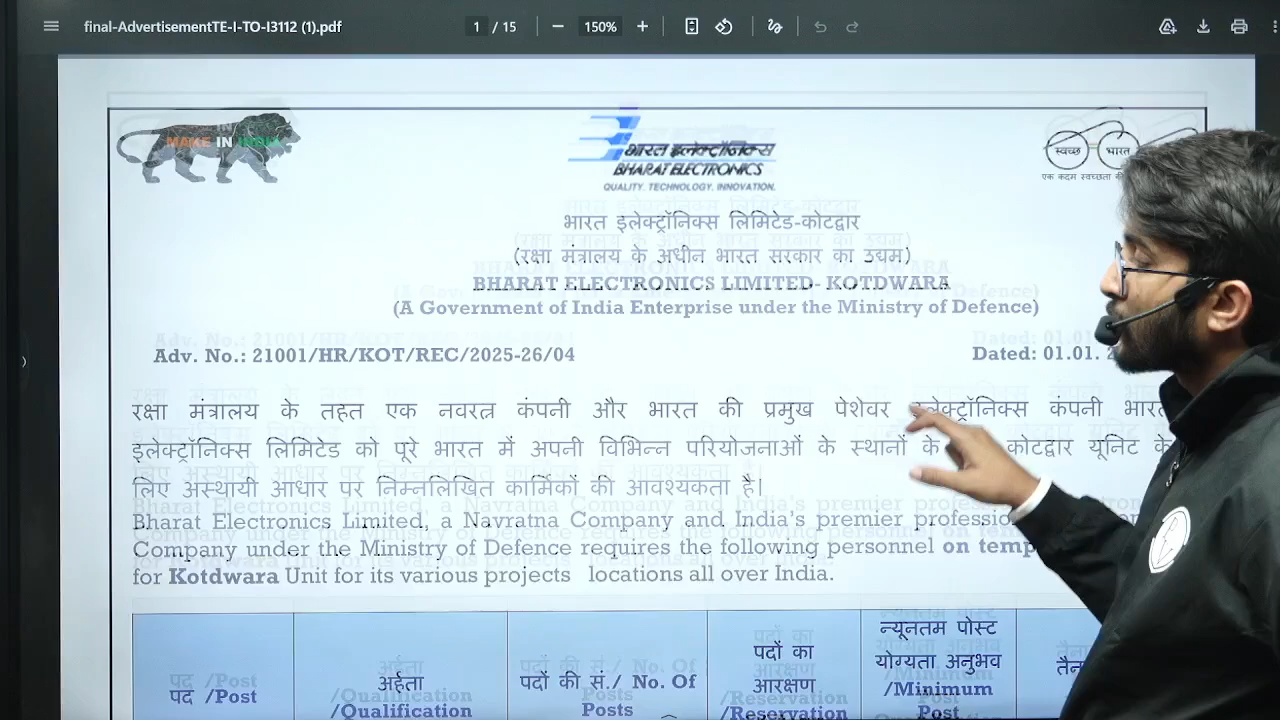 final-AdvertisementTE-I-TO-I3112 (1).pdf
1 / 15
150%
MAKE IN INDIA
भारत इलेक्ट्रॉनिक्स
BHARAT ELECTRONICS
QUALITY. TECHNOLOGY. INNOVATION.
स्वच्छ भारत
एक कदम स्वच्छता की
भारत इलेक्ट्रॉनिक्स लिमिटेड-कोटद्वार
(रक्षा मंत्रालय के अधीन भारत सरकार का उद्यम)
BHARAT ELECTRONICS LIMITED- KOTDWARA
(A Government of India Enterprise under the Ministry of Defence)
Adv. No.: 21001/HR/KOT/REC/2025-26/04
Dated: 01.01.
रक्षा मंत्रालय के तहत एक नवरत्न कंपनी और भारत की प्रमुख पेशेवर इलेक्ट्रॉनिक्स कंपनी भारत
इलेक्ट्रॉनिक्स लिमिटेड को पूरे भारत में अपनी विभिन्न परियोजनाओं के स्थानों के कोटद्वार यूनिट के
लिए अस्थायी आधार पर निम्नलिखित कार्मिकों की आवश्यकता है|
Bharat Electronics Limited, a Navratna Company and India's premier
Company under the Ministry of Defence requires the following personnel on
for Kotdwara Unit for its various projects locations all over India.
पद /Post
अर्हता
/Qualification
पदों की सं./ No. Of
Posts
पदों का
आरक्षण
/Reservation
न्यूनतम पोस्ट
योग्यता अनुभव
/Minimum
Post